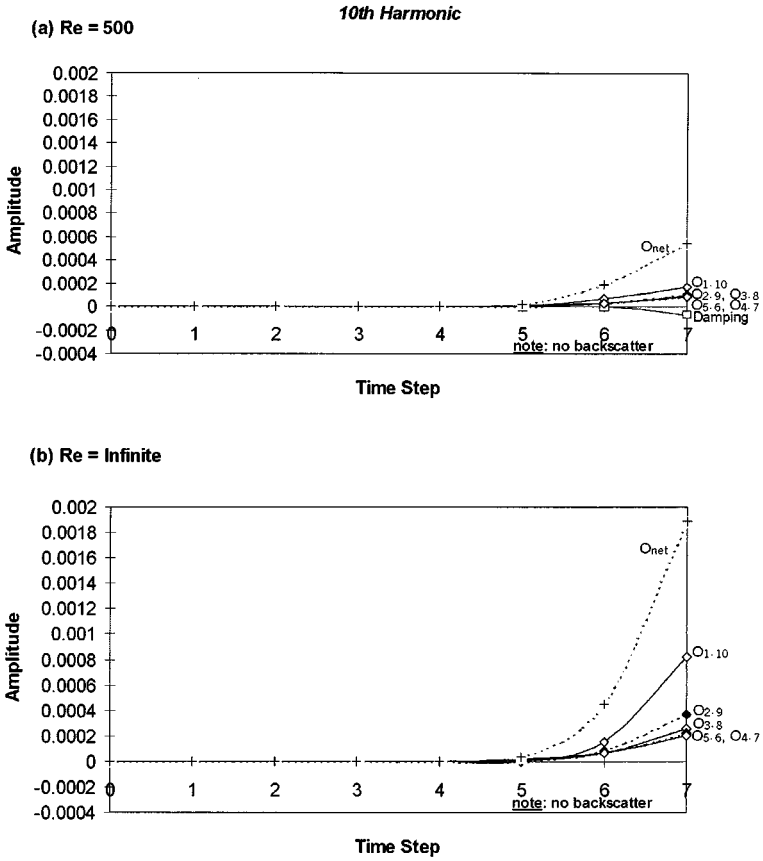 10th Harmonic
(a) Re = 500
0.002
0.0018
0.0016
0.0014
0.0012
0.001
0.0008
0.0006
0.0004
0.0002
0
-0.0002
-0.0004
Amplitude
0 1 2 3 4 5 6 7
Onet
O1·10
O2·9, O3·8
O5·6, O4·7
Damping
note: no backscatter
Time Step
(b) Re = Infinite
0.002
0.0018
0.0016
0.0014
0.0012
0.001
0.0008
0.0006
0.0004
0.0002
0
-0.0002
-0.0004
Amplitude
0 1 2 3 4 5 6 7
Onet
O1·10
O2·9
O3·8
O5·6, O4·7
note: no backscatter
Time Step